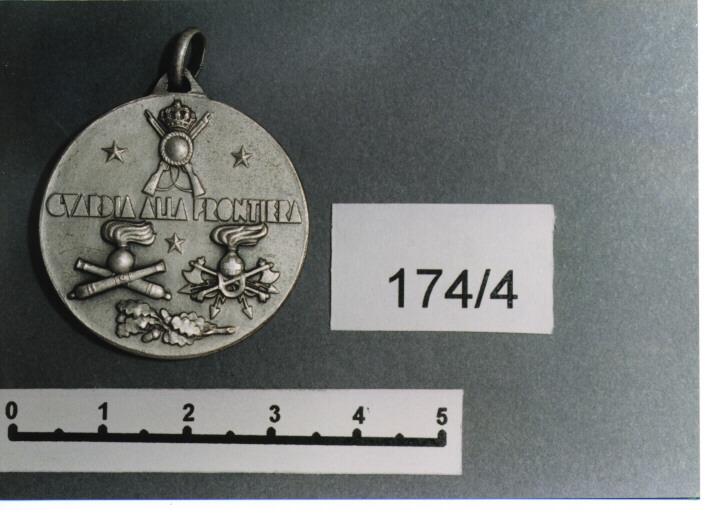 GVARDIA ALLA FRONTIERA
174/4
0 1 2 3 4 5